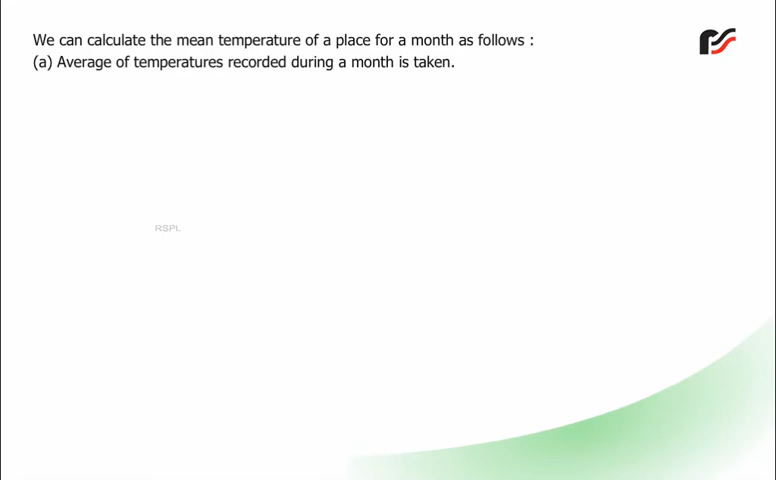 We can calculate the mean temperature of a place for a month as follows :
(a) Average of temperatures recorded during a month is taken.
RSPL